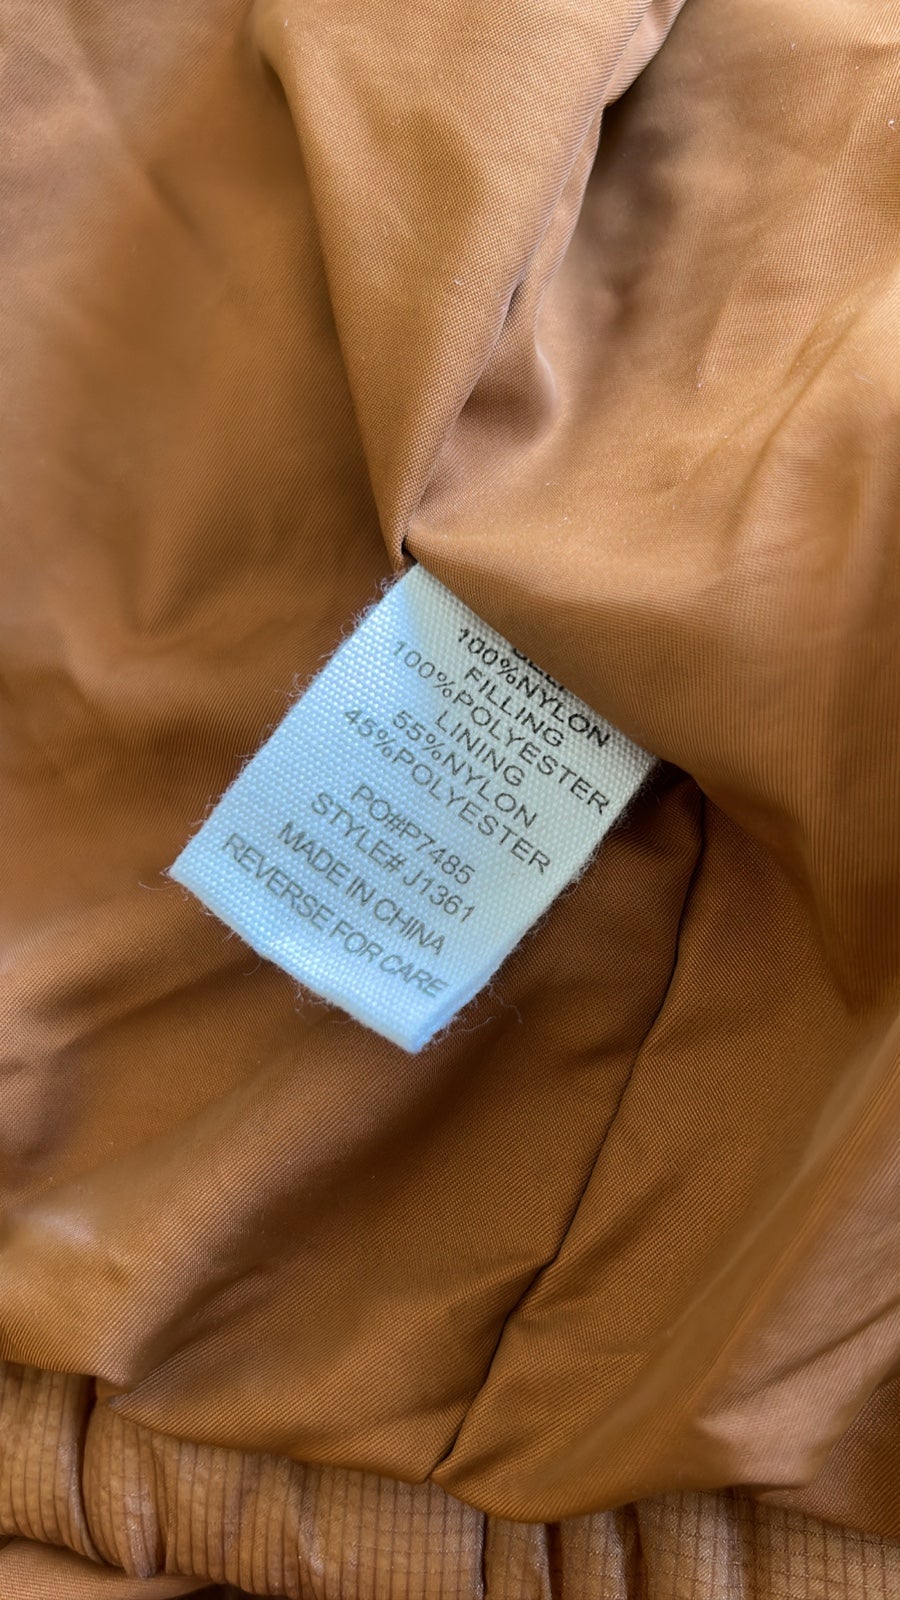 100%NYLON
FILLING
100%POLYESTER
LINING
55%NYLON
45%POLYESTER
PO#P7485
STYLE# J1361
MADE IN CHINA
REVERSE FOR CARE